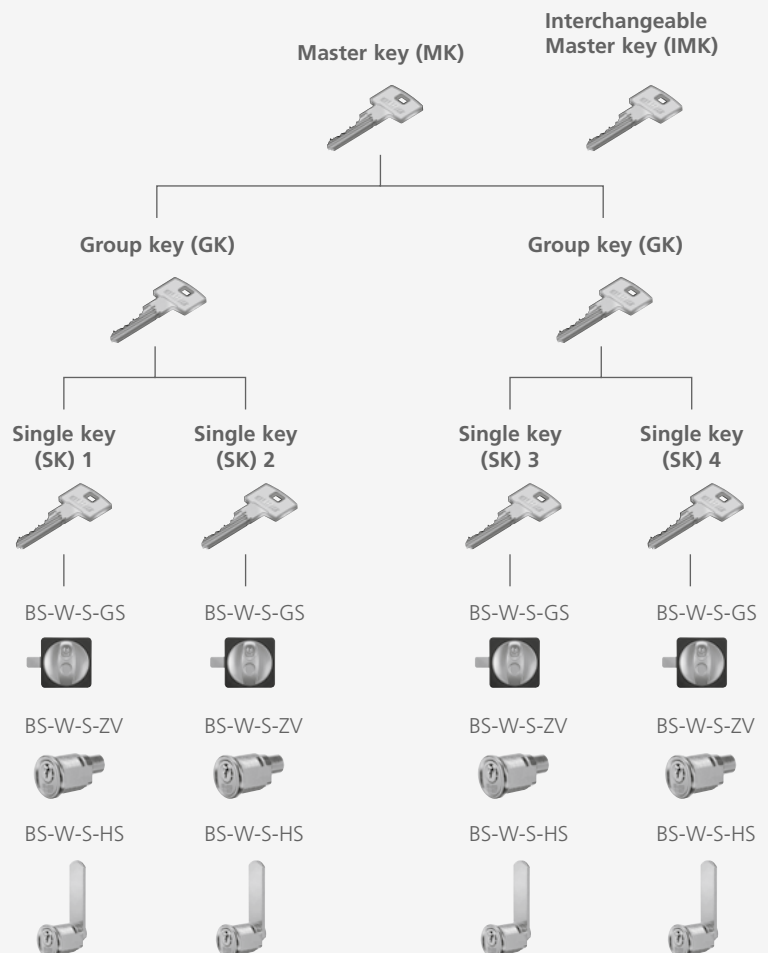 Interchangeable
Master key (IMK)
Master key (MK)
Group key (GK)
Group key (GK)
Single key
(SK) 1
Single key
(SK) 2
Single key
(SK) 3
Single key
(SK) 4
BS-W-S-GS
BS-W-S-GS
BS-W-S-GS
BS-W-S-GS
BS-W-S-ZV
BS-W-S-ZV
BS-W-S-ZV
BS-W-S-ZV
BS-W-S-HS
BS-W-S-HS
BS-W-S-HS
BS-W-S-HS